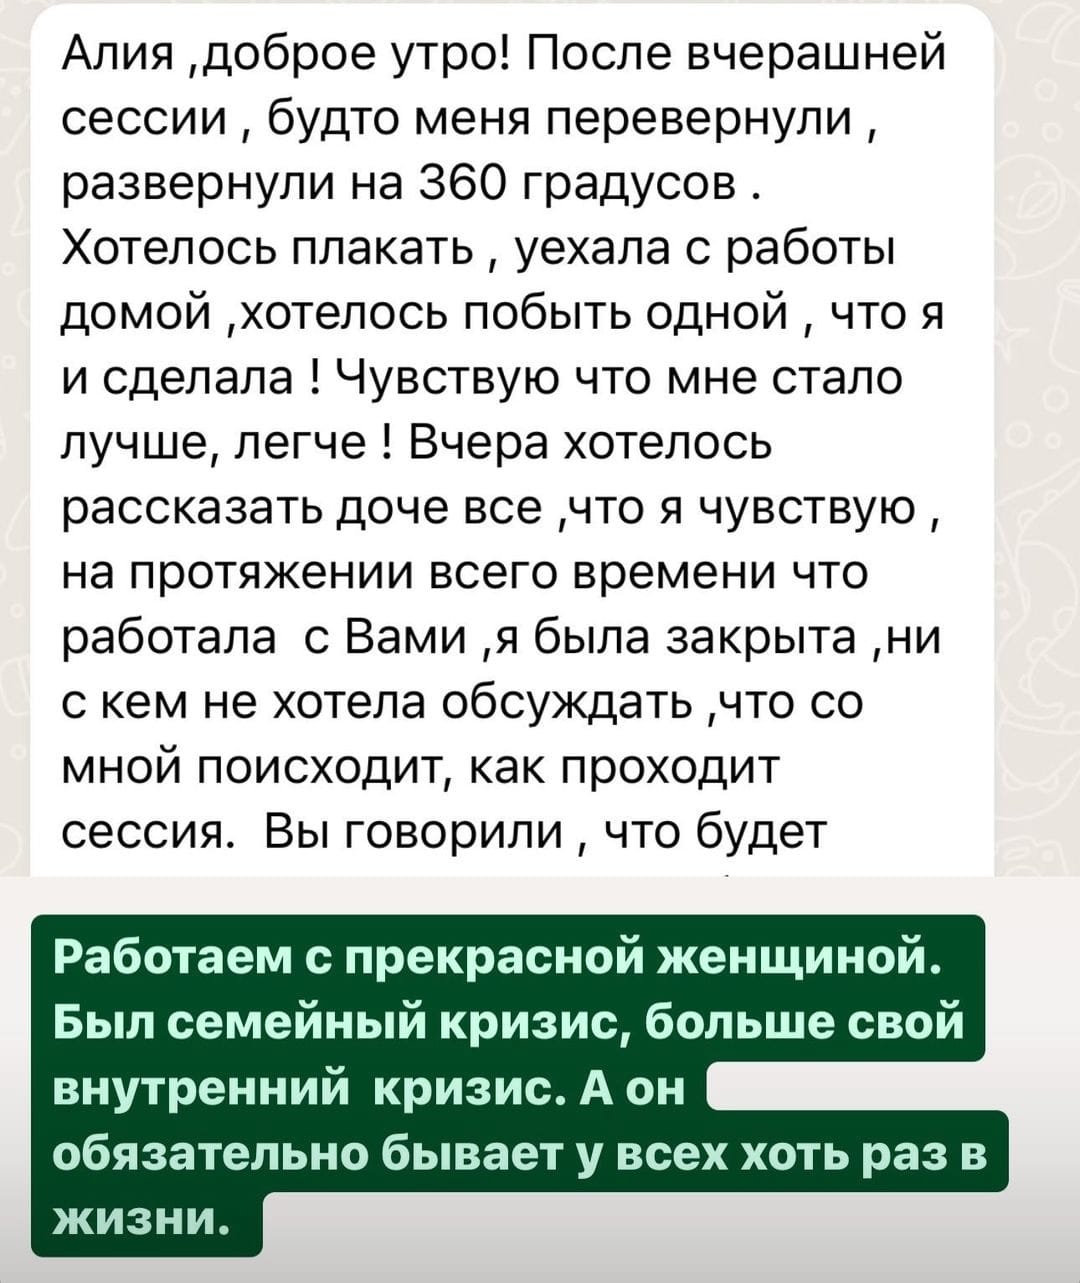 Алия ,доброе утро! После вчерашней
сессии , будто меня перевернули ,
развернули на 360 градусов .
Хотелось плакать , уехала с работы
домой ,хотелось побыть одной , что я
и сделала ! Чувствую что мне стало
лучше, легче ! Вчера хотелось
рассказать доче все ,что я чувствую ,
на протяжении всего времени что
работала  с Вами ,я была закрыта ,ни
с кем не хотела обсуждать ,что со
мной поисходит, как проходит
сессия.  Вы говорили , что будет
Работаем с прекрасной женщиной.
Был семейный кризис, больше свой
внутренний  кризис. А он
обязательно бывает у всех хоть раз в
жизни.